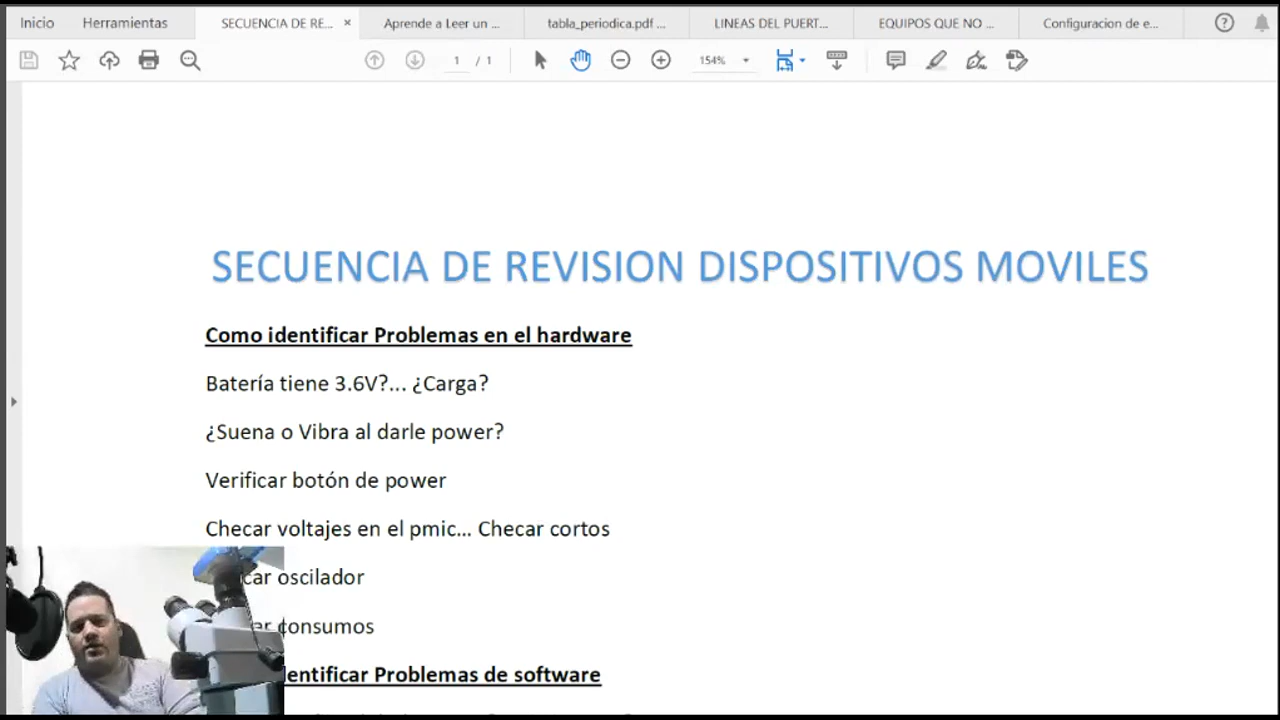 Inicio Herramientas SECUENCIA DE RE... × Aprende a Leer un ... tabla_periodica.pdf ... LINEAS DEL PUERT... EQUIPOS QUE NO ... Configuracion de e...
1 / 1 154%
SECUENCIA DE REVISION DISPOSITIVOS MOVILES
Como identificar Problemas en el hardware
Batería tiene 3.6V?... ¿Carga?
¿Suena o Vibra al darle power?
Verificar botón de power
Checar voltajes en el pmic... Checar cortos
car oscilador
er consumos
dentificar Problemas de software